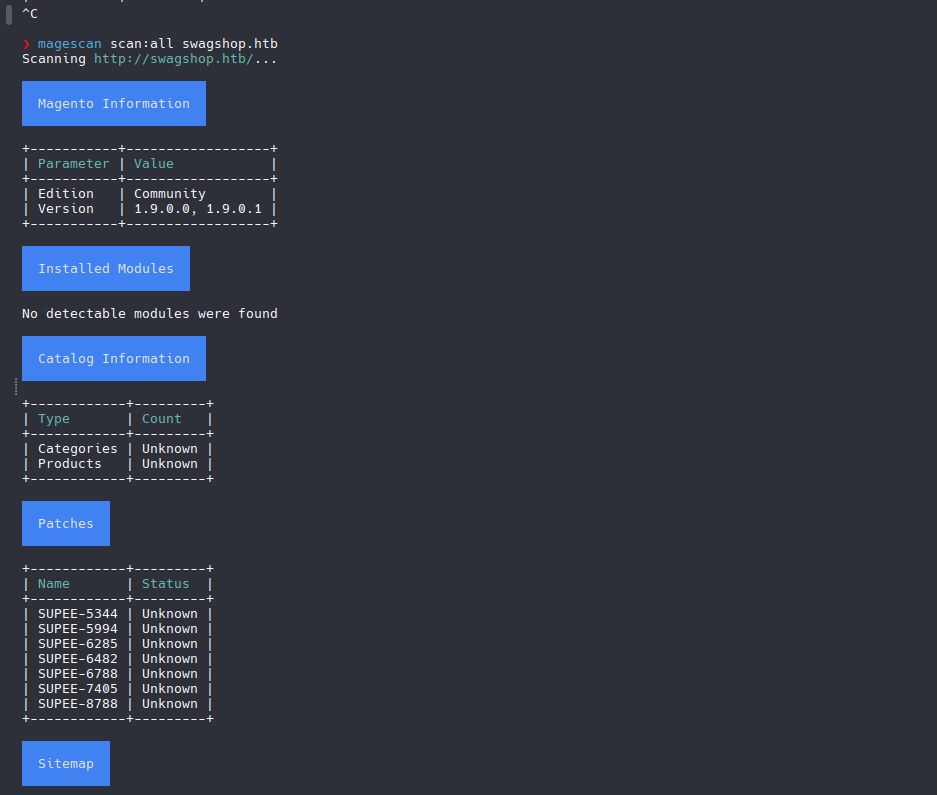 ^C
❯ magescan scan:all swagshop.htb
Scanning http://swagshop.htb/...
Magento Information
+-----------+------------------+
| Parameter | Value            |
+-----------+------------------+
| Edition   | Community        |
| Version   | 1.9.0.0, 1.9.0.1 |
+-----------+------------------+
Installed Modules
No detectable modules were found
Catalog Information
+------------+---------+
| Type       | Count   |
+------------+---------+
| Categories | Unknown |
| Products   | Unknown |
+------------+---------+
Patches
+------------+---------+
| Name       | Status  |
+------------+---------+
| SUPEE-5344 | Unknown |
| SUPEE-5994 | Unknown |
| SUPEE-6285 | Unknown |
| SUPEE-6482 | Unknown |
| SUPEE-6788 | Unknown |
| SUPEE-7405 | Unknown |
| SUPEE-8788 | Unknown |
+------------+---------+
Sitemap